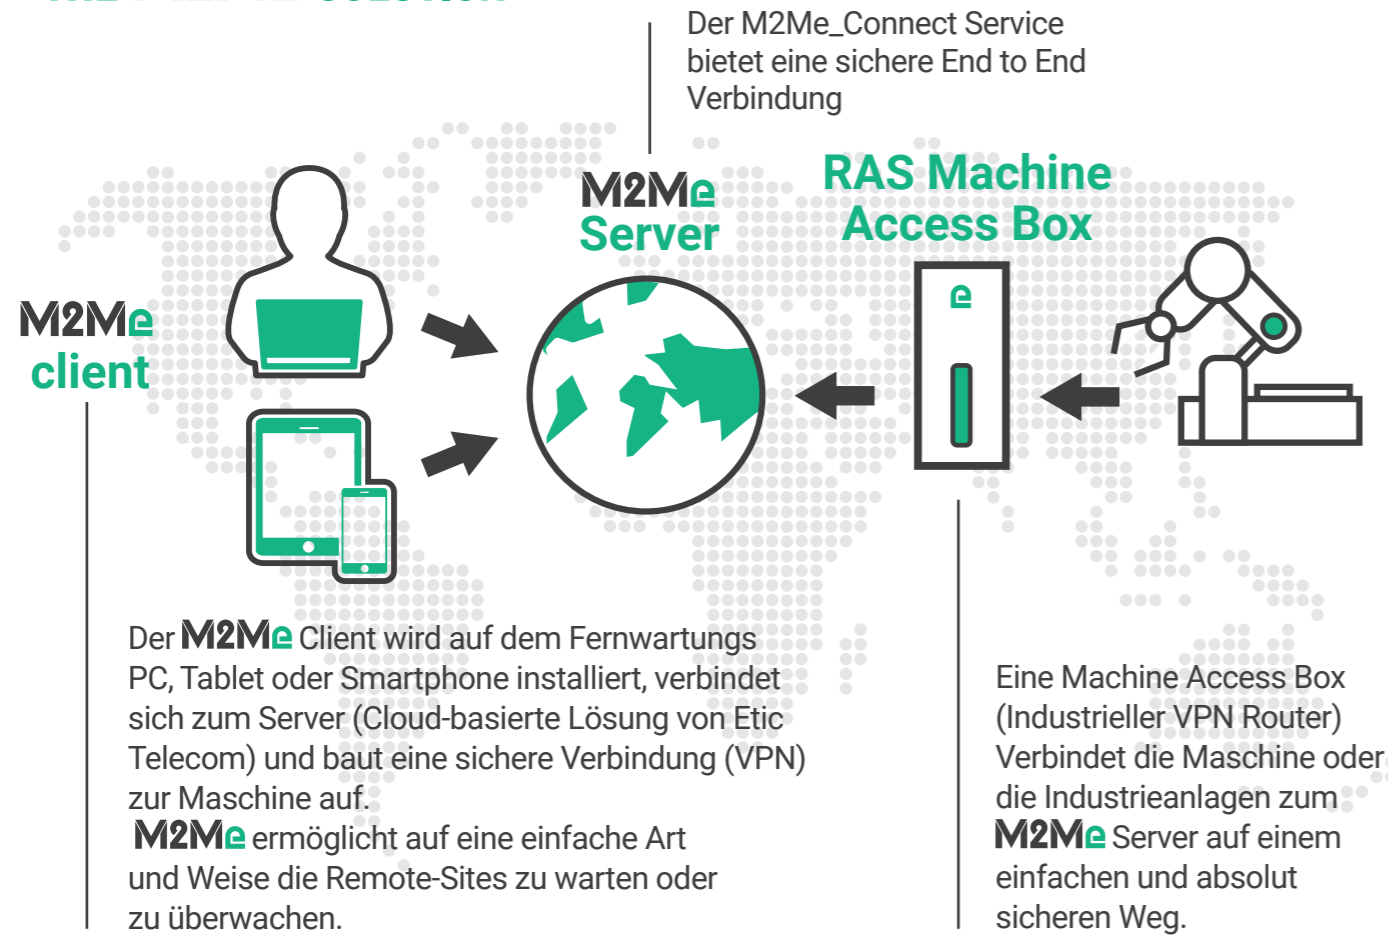 Der M2Me_Connect Service
bietet eine sichere End to End
Verbindung
M2Me
Server
RAS Machine
Access Box
M2Me
client
Der M2Me Client wird auf dem Fernwartungs
PC, Tablet oder Smartphone installiert, verbindet
sich zum Server (Cloud-basierte Lösung von Etic
Telecom) und baut eine sichere Verbindung (VPN)
zur Maschine auf.
M2Me ermöglicht auf eine einfache Art
und Weise die Remote-Sites zu warten oder
zu überwachen.
Eine Machine Access Box
(Industrieller VPN Router)
Verbindet die Maschine oder
die Industrieanlagen zum
M2Me Server auf einem
einfachen und absolut
sicheren Weg.